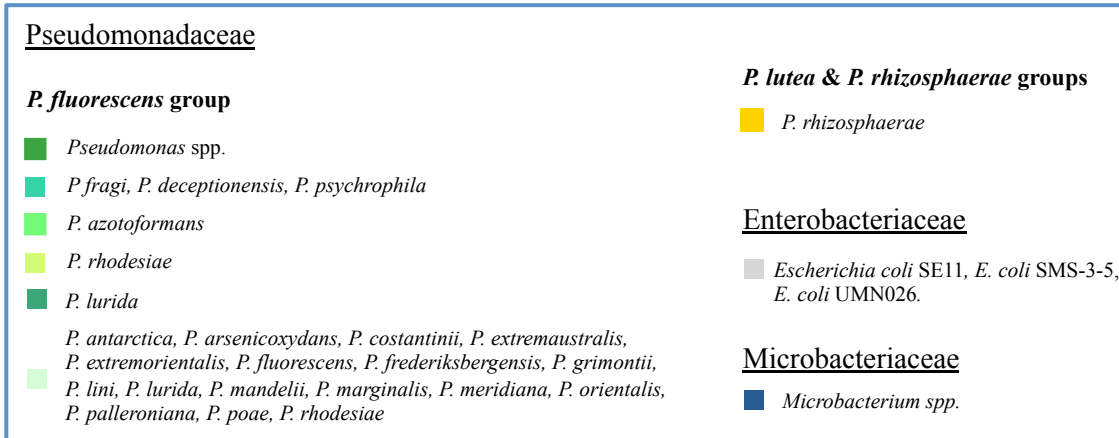 Pseudomonadaceae
P. fluorescens group
Pseudomonas spp.
P fragi, P. deceptionensis, P. psychrophila
P. azotoformans
P. rhodesiae
P. lurida
P. antarctica, P. arsenicoxydans, P. costantinii, P. extremaustralis,
P. extremorientalis, P. fluorescens, P. frederiksbergensis, P. grimontii,
P. lini, P. lurida, P. mandelii, P. marginalis, P. meridiana, P. orientalis,
P. palleroniana, P. poae, P. rhodesiae
P. lutea & P. rhizosphaerae groups
P. rhizosphaerae
Enterobacteriaceae
Escherichia coli SE11, E. coli SMS-3-5,
E. coli UMN026.
Microbacteriaceae
Microbacterium spp.